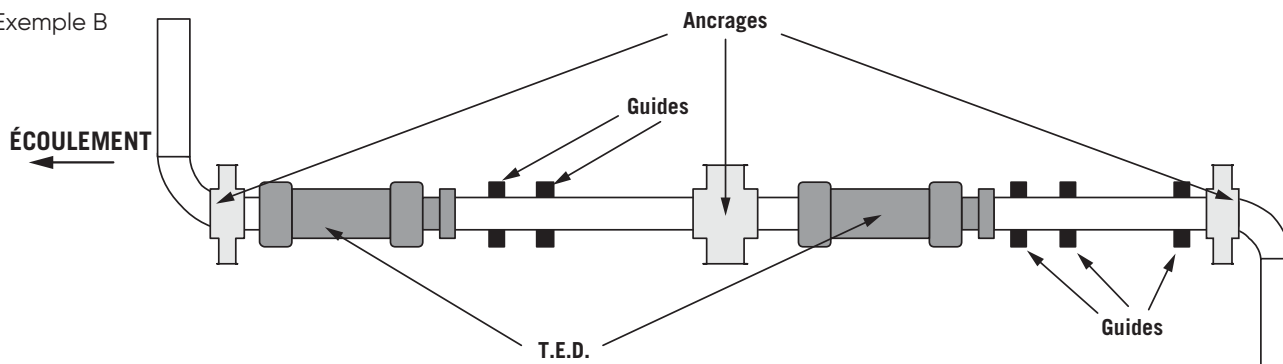 Exemple B
Ancrages
Guides
ÉCOULEMENT
Guides
T.E.D.